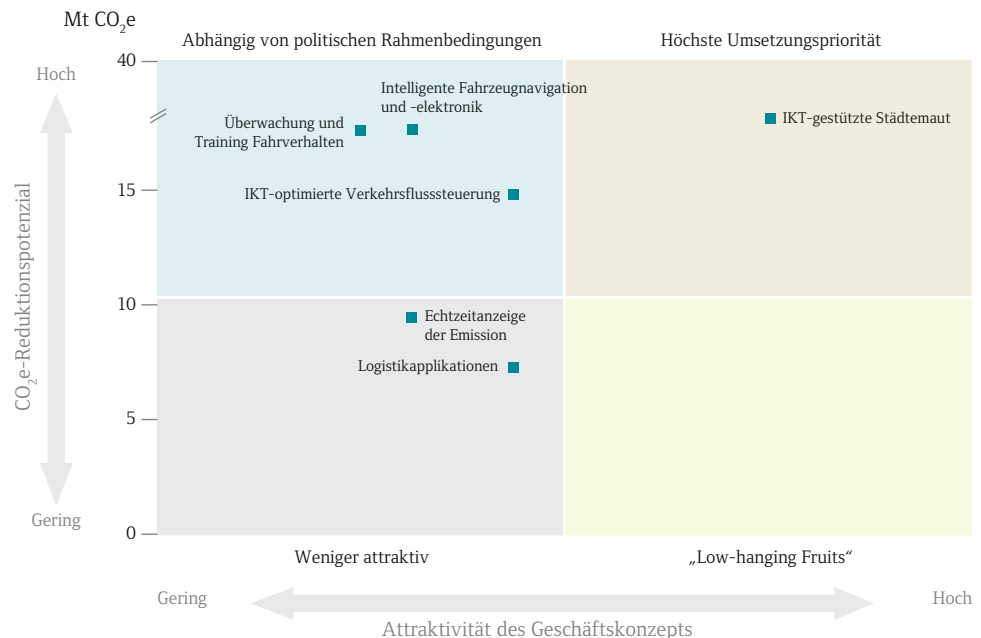 Mt CO₂e
Abhängig von politischen Rahmenbedingungen
Höchste Umsetzungspriorität
40
Hoch
Intelligente Fahrzeugnavigation
und -elektronik
Überwachung und
Training Fahrverhalten
IKT-gestützte Städtemaut
15
IKT-optimierte Verkehrsflusssteuerung
CO₂e-Reduktionspotenzial
10
Echtzeitanzeige
der Emission
Logistikapplikationen
5
Gering
0
Weniger attraktiv
„Low-hanging Fruits“
Gering
Hoch
Attraktivität des Geschäftskonzepts